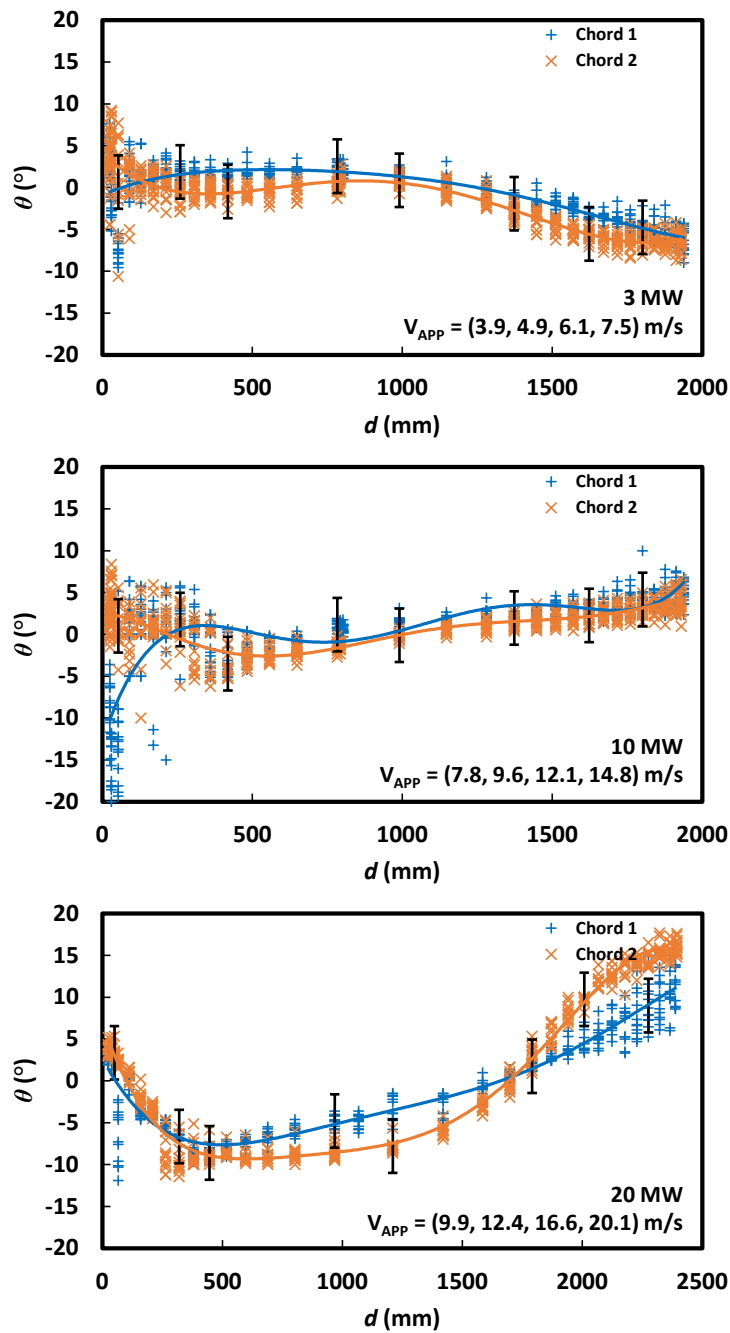 20
15
10
5
0
-5
-10
-15
-20
θ (°)
Chord 1
Chord 2
3 MW
V_APP = (3.9, 4.9, 6.1, 7.5) m/s
0 500 1000 1500 2000
d (mm)
20
15
10
5
0
-5
-10
-15
-20
θ (°)
Chord 1
Chord 2
10 MW
V_APP = (7.8, 9.6, 12.1, 14.8) m/s
0 500 1000 1500 2000
d (mm)
20
15
10
5
0
-5
-10
-15
-20
θ (°)
Chord 1
Chord 2
20 MW
V_APP = (9.9, 12.4, 16.6, 20.1) m/s
0 500 1000 1500 2000 2500
d (mm)